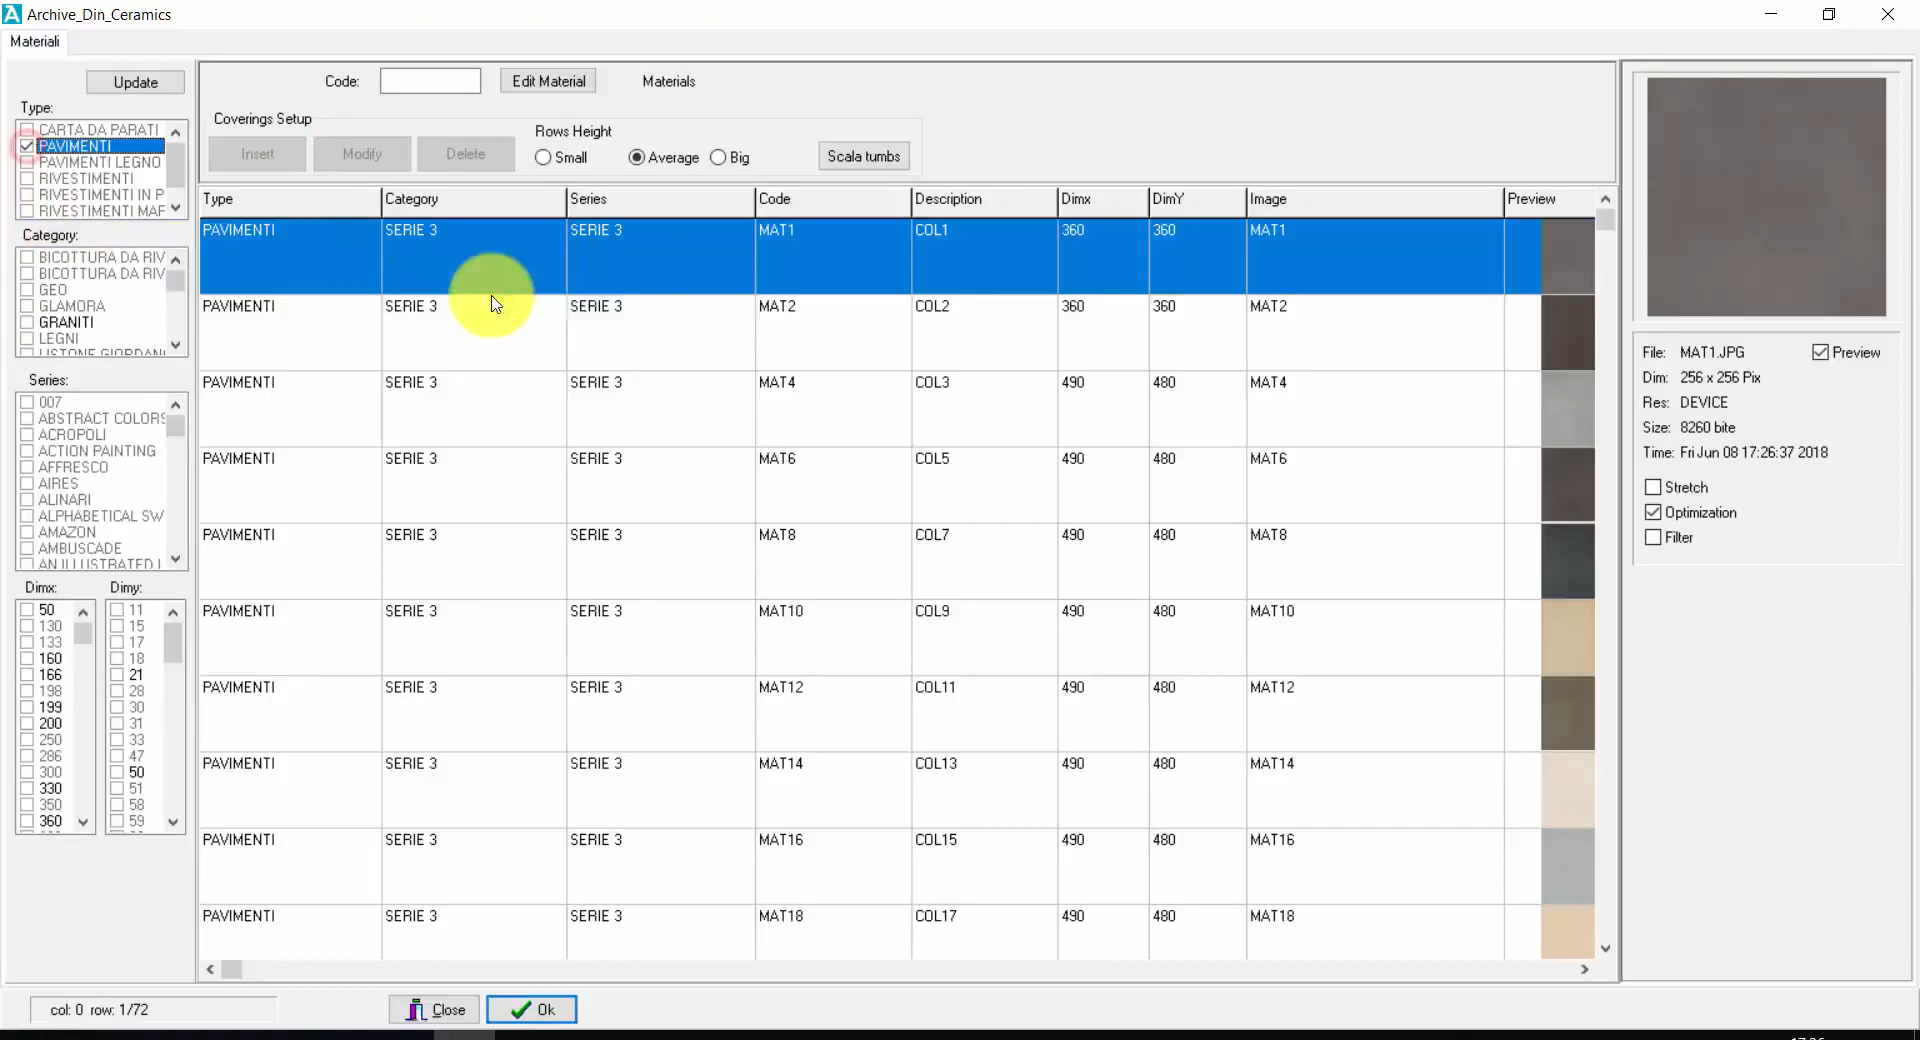 Archive_Din_Ceramics
Materiali
Update
Type:
CARTA DA PARATI
PAVIMENTI
PAVIMENTI LEGNO
RIVESTIMENTI
RIVESTIMENTI IN P
RIVESTIMENTI MAF
Category:
BICOTTURA DA RIV
BICOTTURA DA RIV
GEO
GLAMORA
GRANITI
LEGNI
LISTONE GIORDAN
Series:
007
ABSTRACT COLORS
ACROPOLI
ACTION PAINTING
AFFRESCO
AIRES
ALINARI
ALPHABETICAL SW
AMAZON
AMBUSCADE
AN ILLUSTRATED
Dimx: Dimy:
50 11
130 15
133 17
160 18
166 21
198 28
199 30
200 31
250 33
286 47
300 50
330 51
350 58
360 59
Code: Edit Material Materials
Coverings Setup
Insert Modify Delete
Rows Height
Small Average Big
Scala tumbs
Type Category Series Code Description Dimx DimY Image Preview
PAVIMENTI SERIE 3 SERIE 3 MAT1 COL1 360 360 MAT1
PAVIMENTI SERIE 3 SERIE 3 MAT2 COL2 360 360 MAT2
PAVIMENTI SERIE 3 SERIE 3 MAT4 COL3 490 480 MAT4
PAVIMENTI SERIE 3 SERIE 3 MAT6 COL5 490 480 MAT6
PAVIMENTI SERIE 3 SERIE 3 MAT8 COL7 490 480 MAT8
PAVIMENTI SERIE 3 SERIE 3 MAT10 COL9 490 480 MAT10
PAVIMENTI SERIE 3 SERIE 3 MAT12 COL11 490 480 MAT12
PAVIMENTI SERIE 3 SERIE 3 MAT14 COL13 490 480 MAT14
PAVIMENTI SERIE 3 SERIE 3 MAT16 COL15 490 480 MAT16
PAVIMENTI SERIE 3 SERIE 3 MAT18 COL17 490 480 MAT18
File: MAT1.JPG Preview
Dim: 256 x 256 Pix
Res: DEVICE
Size: 8260 bite
Time: Fri Jun 08 17:26:37 2018
Stretch
Optimization
Filter
col: 0 row: 1/72
Close Ok